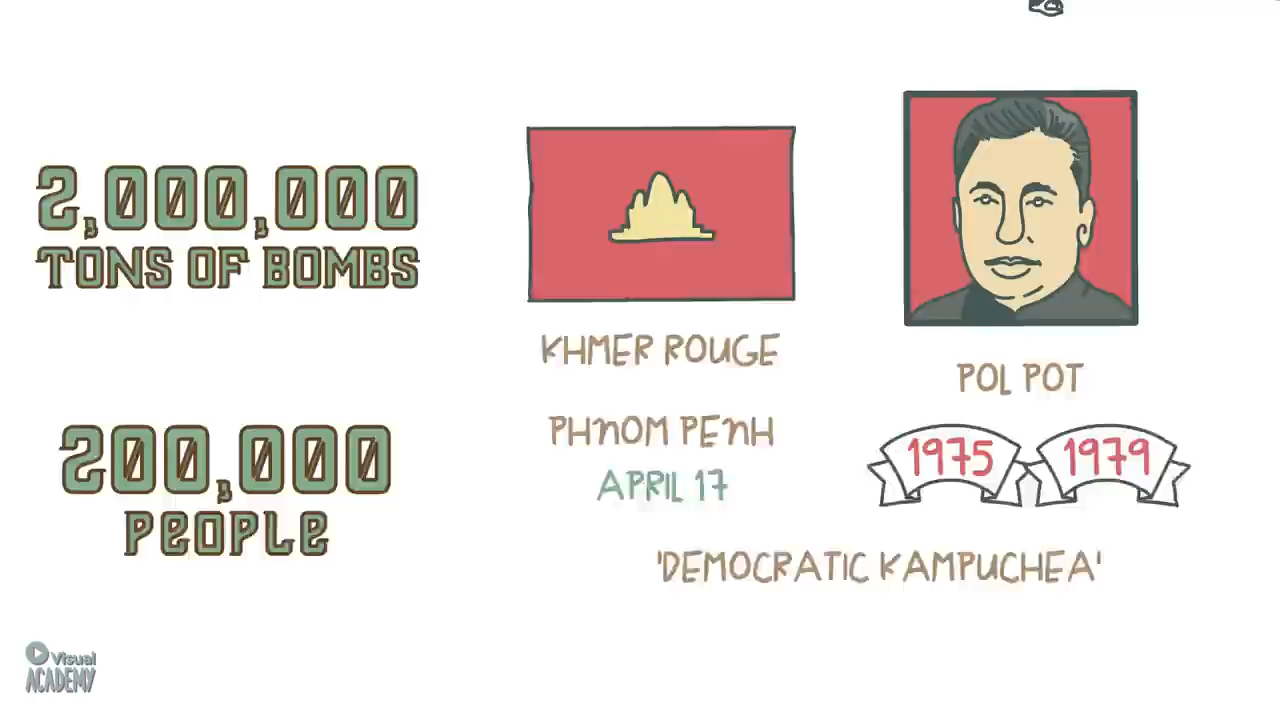 2,000,000
TONS OF BOMBS
200,000
PEOPLE
KHMER ROUGE
PHNOM PENH
APRIL 17
POL POT
1975
1979
'DEMOCRATIC KAMPUCHEA'
Visual
ACADEMY